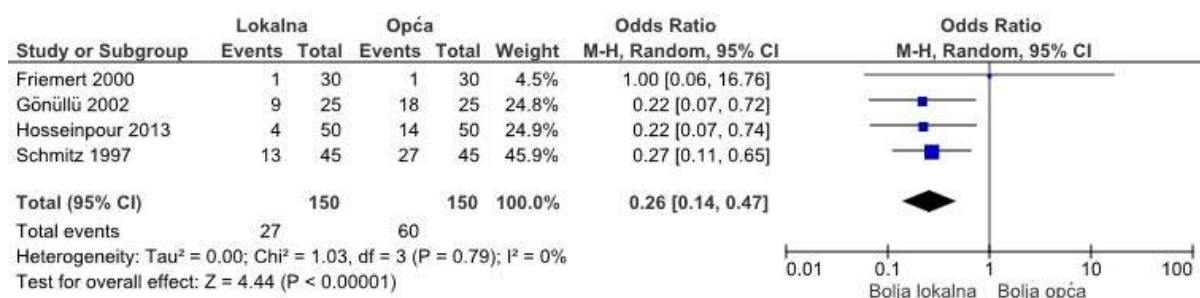 Lokalna Opća Odds Ratio Odds Ratio
Study or Subgroup Events Total Events Total Weight M-H, Random, 95% CI M-H, Random, 95% CI
Friemert 2000 1 30 1 30 4.5% 1.00 [0.06, 16.76]
Gönüllü 2002 9 25 18 25 24.8% 0.22 [0.07, 0.72]
Hosseinpour 2013 4 50 14 50 24.9% 0.22 [0.07, 0.74]
Schmitz 1997 13 45 27 45 45.9% 0.27 [0.11, 0.65]
Total (95% CI) 150 150 100.0% 0.26 [0.14, 0.47]
Total events 27 60
Heterogeneity: Tau² = 0.00; Chi² = 1.03, df = 3 (P = 0.79); I² = 0%
Test for overall effect: Z = 4.44 (P < 0.00001)
0.01 0.1 1 10 100
Bolja lokalna Bolja opća